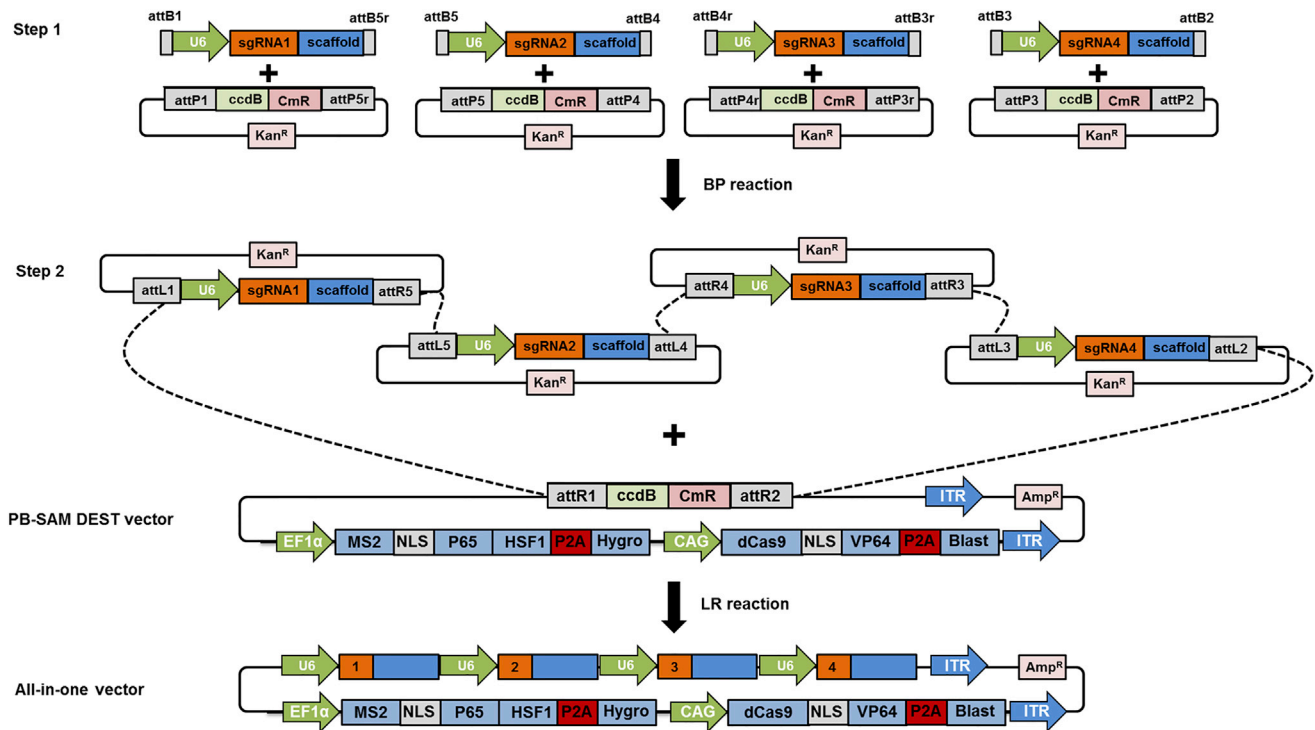 Step 1
attB1 attB5r attB5 attB4 attB4r attB3r attB3 attB2
U6 sgRNA1 scaffold U6 sgRNA2 scaffold U6 sgRNA3 scaffold U6 sgRNA4 scaffold
+ + + +
attP1 ccdB CmR attP5r attP5 ccdB CmR attP4 attP4r ccdB CmR attP3r attP3 ccdB CmR attP2
KanR KanR KanR KanR
BP reaction
Step 2
KanR KanR
attL1 U6 sgRNA1 scaffold attR5 attR4 U6 sgRNA3 scaffold attR3
attL5 U6 sgRNA2 scaffold attL4 attL3 U6 sgRNA4 scaffold attL2
KanR KanR
+
attR1 ccdB CmR attR2 ITR AmpR
PB-SAM DEST vector
EF1α MS2 NLS P65 HSF1 P2A Hygro CAG dCas9 NLS VP64 P2A Blast ITR
LR reaction
U6 1 U6 2 U6 3 U6 4 ITR AmpR
All-in-one vector
EF1α MS2 NLS P65 HSF1 P2A Hygro CAG dCas9 NLS VP64 P2A Blast ITR